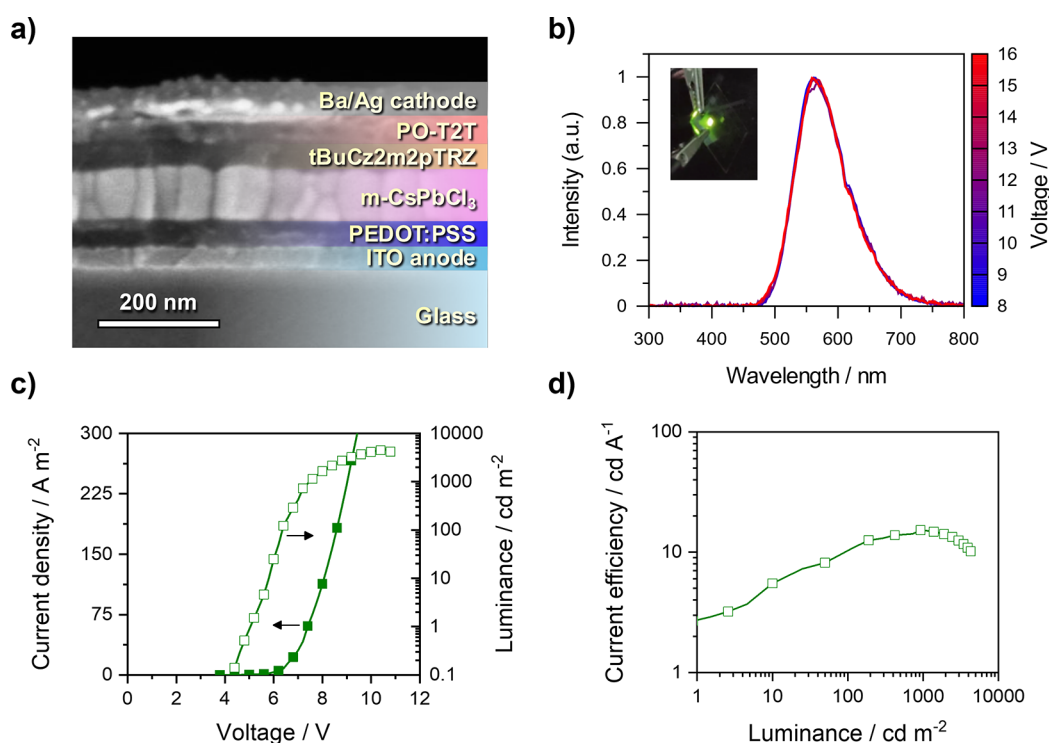 a)
Ba/Ag cathode
PO-T2T
tBuCz2m2pTRZ
m-CsPbCl₃
PEDOT:PSS
ITO anode
200 nm
Glass
b)
Intensity (a.u.)
1
0.8
0.6
0.4
0.2
0
300 400 500 600 700 800
Wavelength / nm
16
15
14
13
12
11
10
9
8
Voltage / V
c)
Current density / A m⁻²
300
225
150
75
0
0 2 4 6 8 10 12
Voltage / V
10000
1000
100
10
1
0.1
Luminance / cd m⁻²
d)
Current efficiency / cd A⁻¹
100
10
1
1 10 100 1000 10000
Luminance / cd m⁻²